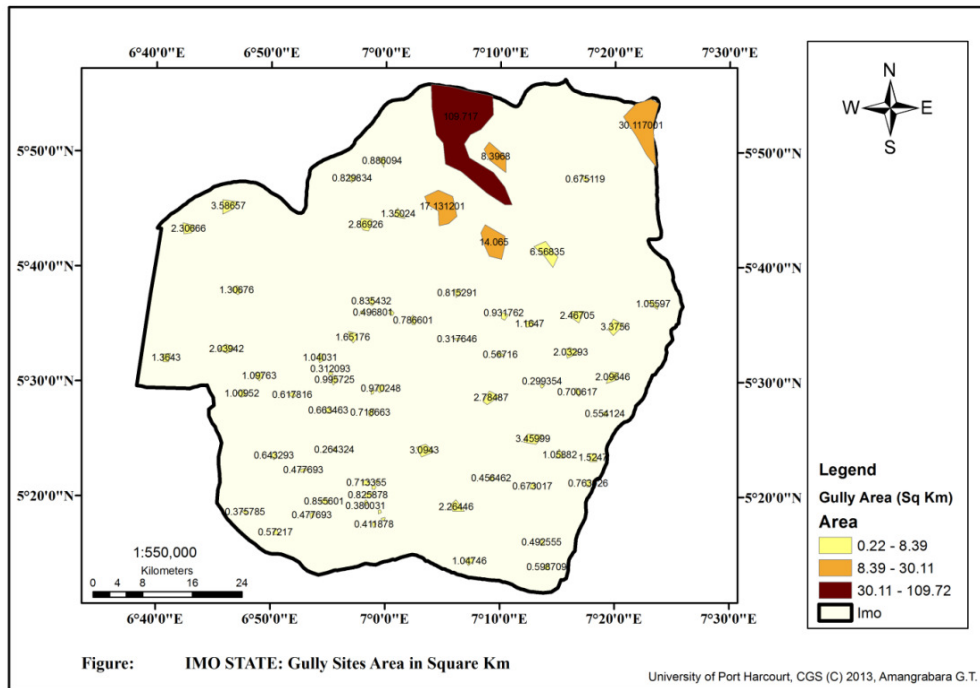 6°40'0"E 6°50'0"E 7°0'0"E 7°10'0"E 7°20'0"E 7°30'0"E
N
W E
S
109.717
30.117001
5°50'0"N 8.3968 5°50'0"N
0.886094
0.829834 0.675119
3.58657 17.131201
1.35024
2.30666 2.86926
14.065
6.56835
5°40'0"N 5°40'0"N
1.30676 0.815291
0.835432 1.05597
0.496801 0.931762 2.46705
0.786601 1.1647 3.3756
1.65176 0.317646
2.03942 0.56716 2.03293
1.3643 1.04031
0.312093
5°30'0"N 1.09763 0.995725 0.299354 2.09646 5°30'0"N
0.970248 0.700617
1.00952 0.617816 2.78487
0.663463 0.718663 0.554124
3.45999
0.643293 0.264324 3.0943 1.05882 1.5247
0.477693
0.713355 0.456462
5°20'0"N 0.825878 0.673017 5°20'0"N
0.855601 0.380031 2.26446
0.375785 0.477693
0.411878
0.57217 0.492555
1.04746 0.598709
1:550,000
Kilometers
0 4 8 16 24
Legend
Gully Area (Sq Km)
Area
0.22 - 8.39
8.39 - 30.11
30.11 - 109.72
Imo
6°40'0"E 6°50'0"E 7°0'0"E 7°10'0"E 7°20'0"E 7°30'0"E
Figure: IMO STATE: Gully Sites Area in Square Km
University of Port Harcourt, CGS (C) 2013, Amangrabara G.T.